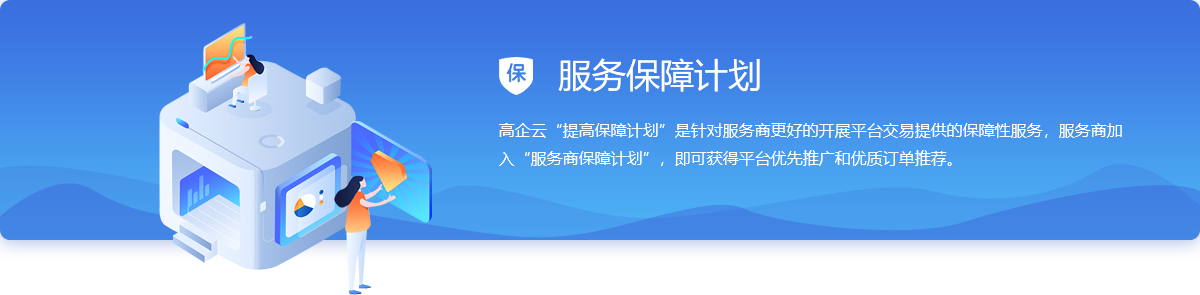 保 服务保障计划
高企云“提高保障计划”是针对服务商更好的开展平台交易提供的保障性服务，服务商加
入“服务商保障计划”，即可获得平台优先推广和优质订单推荐。